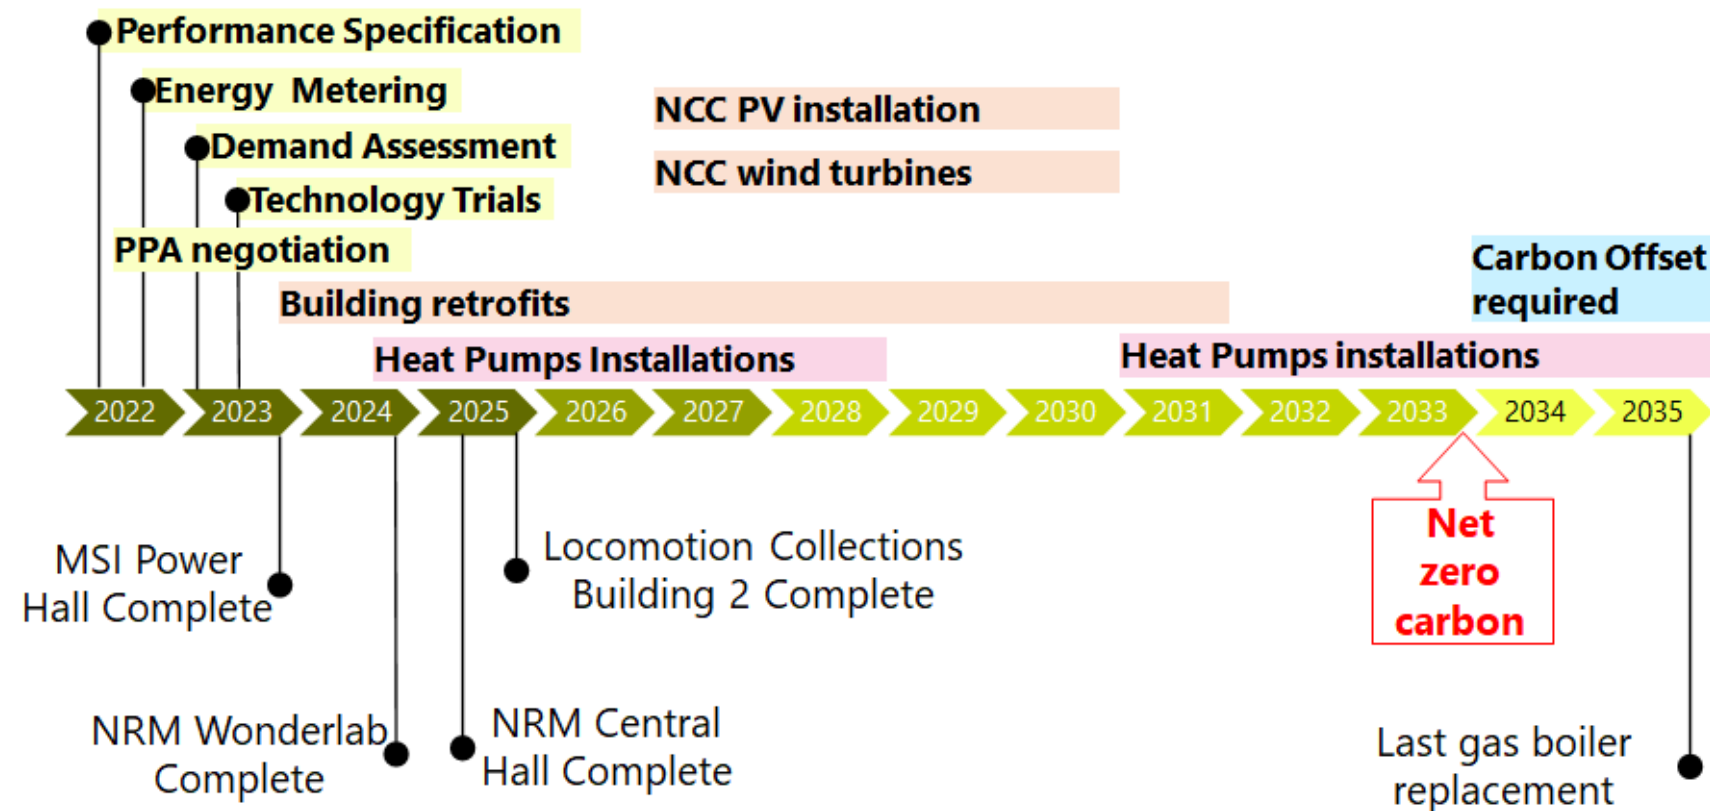 Performance Specification
Energy Metering
Demand Assessment
Technology Trials
PPA negotiation
NCC PV installation
NCC wind turbines
Building retrofits
Heat Pumps Installations
Carbon Offset
required
Heat Pumps installations
2022 2023 2024 2025 2026 2027 2028 2029 2030 2031 2032 2033 2034 2035
MSI Power
Hall Complete
Locomotion Collections
Building 2 Complete
Net
zero
carbon
NRM Wonderlab
Complete
NRM Central
Hall Complete
Last gas boiler
replacement